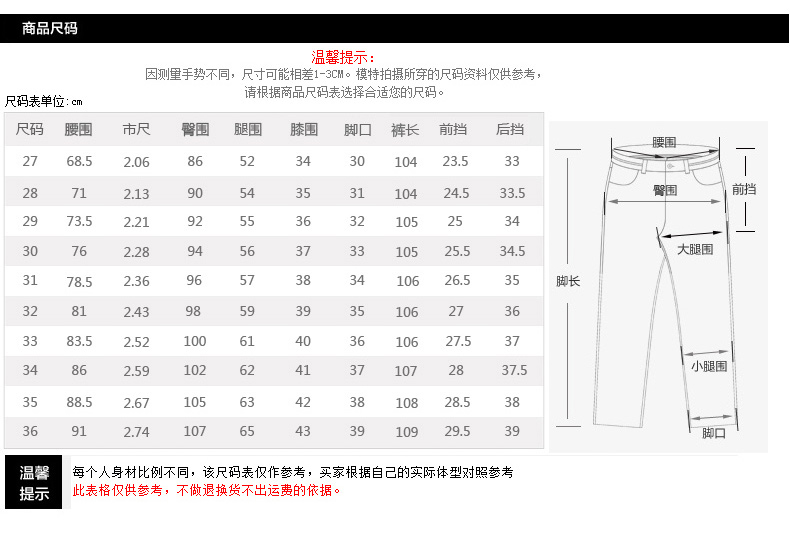 商品尺码
温馨提示：
因测量手势不同，尺寸可能相差1-3CM。模特拍摄所穿的尺码资料仅供参考，
请根据商品尺码表选择合适您的尺码。
尺码表单位:cm
尺码 腰围 市尺 臀围 腿围 膝围 脚口 裤长 前挡 后挡
27 68.5 2.06 86 52 34 30 104 23.5 33
28 71 2.13 90 54 35 31 104 24.5 33.5
29 73.5 2.21 92 55 36 32 105 25 34
30 76 2.28 94 56 37 33 105 25.5 34.5
31 78.5 2.36 96 57 38 34 106 26.5 35
32 81 2.43 98 59 39 35 106 27 36
33 83.5 2.52 100 61 40 36 106 27.5 37
34 86 2.59 102 62 41 37 107 28 37.5
35 88.5 2.67 105 63 42 38 108 28.5 38
36 91 2.74 107 65 43 39 109 29.5 39
腰围
臀围
前挡
大腿围
脚长
小腿围
脚口
温馨
提示
每个人身材比例不同，该尺码表仅作参考，买家根据自己的实际体型对照参考
此表格仅供参考，不做退换货不出运费的依据。